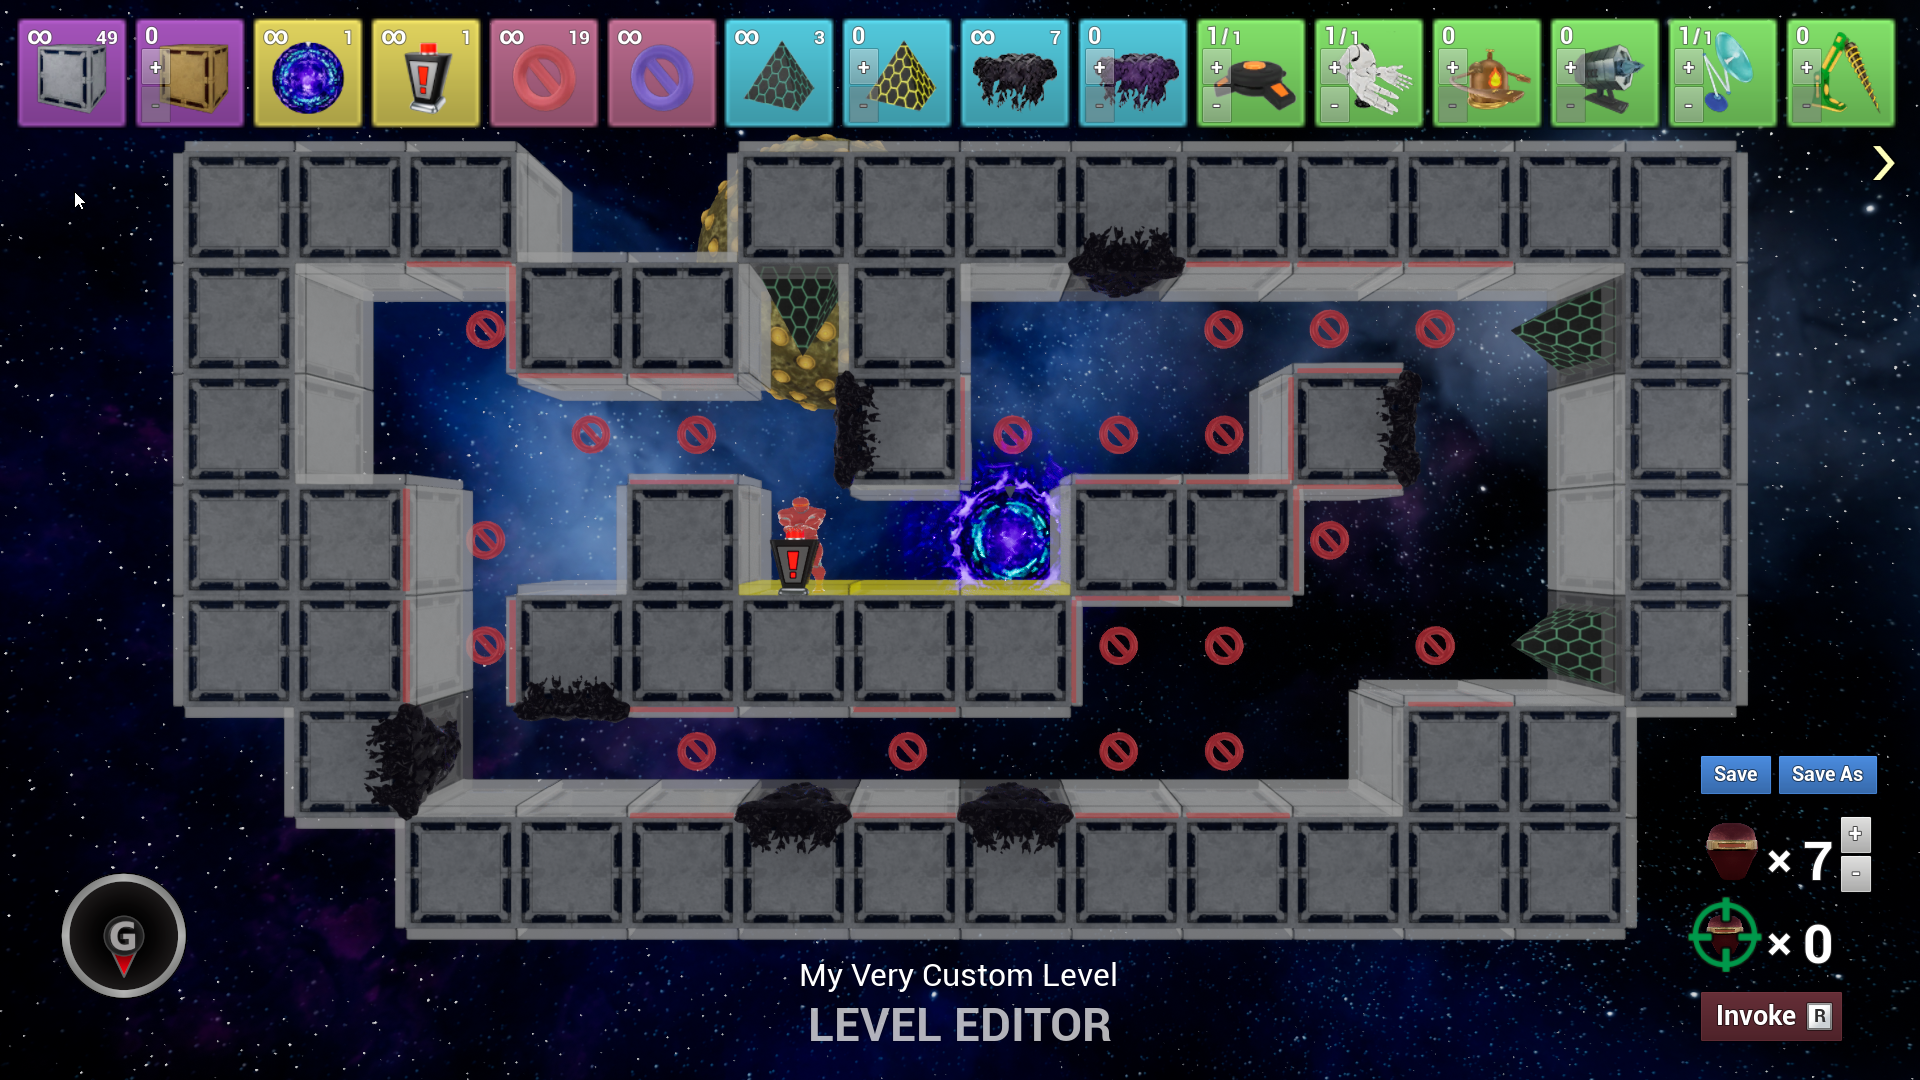 ∞ 49 0 ∞ 1 ∞ 1 ∞ 19 ∞ ∞ 3 0 ∞ 7 0 1/1 1/1 0 0 1/1 0
+ + + + + + + + +
- - - - - - - - -
Save Save As
× 7 +
-
G
× 0
My Very Custom Level
LEVEL EDITOR
Invoke R